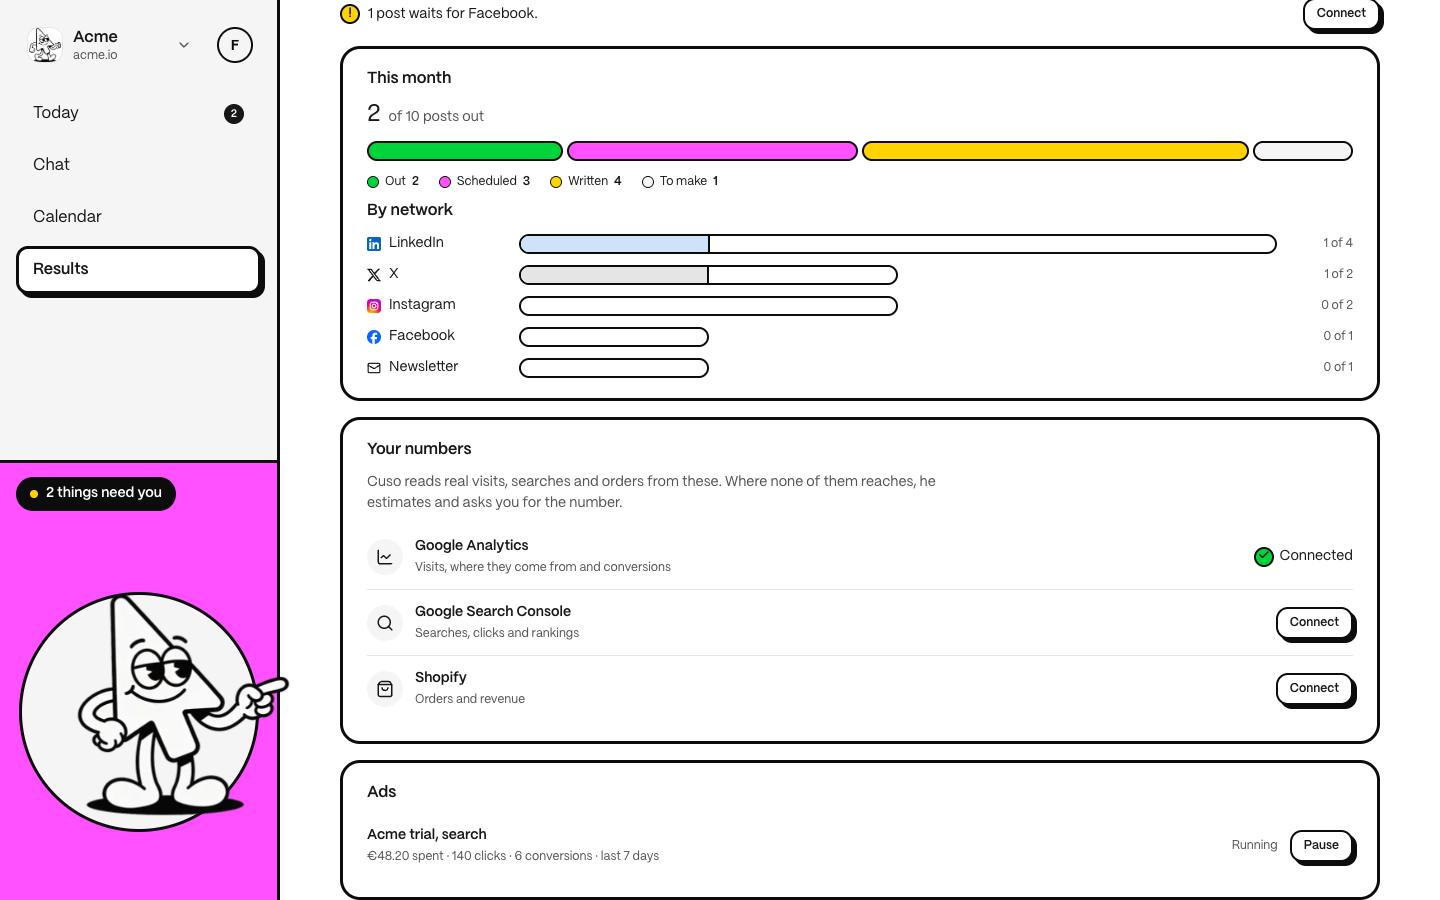 Acme
acme.io
F
Today
2
Chat
Calendar
Results
2 things need you
1 post waits for Facebook.
Connect
This month
2 of 10 posts out
Out 2 Scheduled 3 Written 4 To make 1
By network
LinkedIn 1 of 4
X 1 of 2
Instagram 0 of 2
Facebook 0 of 1
Newsletter 0 of 1
Your numbers
Cuso reads real visits, searches and orders from these. Where none of them reaches, he
estimates and asks you for the number.
Google Analytics
Visits, where they come from and conversions
Connected
Google Search Console
Searches, clicks and rankings
Connect
Shopify
Orders and revenue
Connect
Ads
Acme trial, search
€48.20 spent · 140 clicks · 6 conversions · last 7 days
Running
Pause